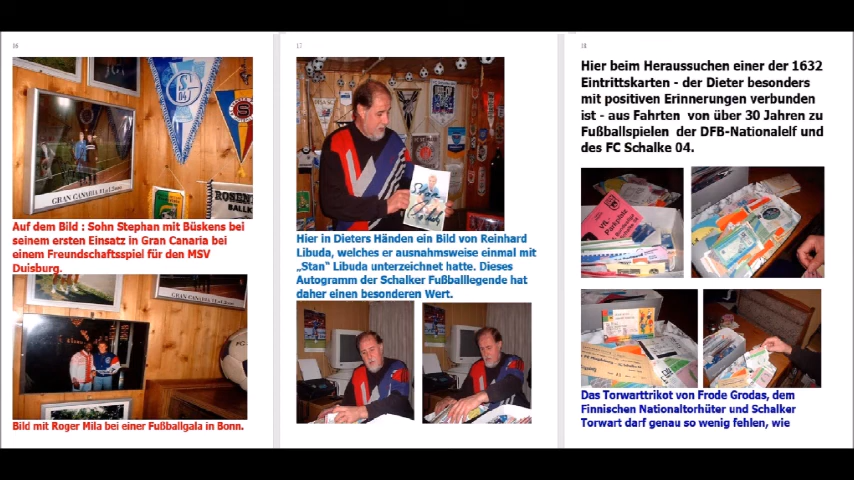 16
S
04
GRAN CANARIA
ROSEN
BALLK
Auf dem Bild : Sohn Stephan mit Büskens bei
seinem ersten Einsatz in Gran Canaria bei
einem Freundschaftsspiel für den MSV
Duisburg.
Bild mit Roger Mila bei einer Fußballgala in Bonn.
17
Hier in Dieters Händen ein Bild von Reinhard
Libuda, welches er ausnahmsweise einmal mit
„Stan“ Libuda unterzeichnet hatte. Dieses
Autogramm der Schalker Fußballlegende hat
daher einen besonderen Wert.
18
Hier beim Heraussuchen einer der 1632
Eintrittskarten - der Dieter besonders
mit positiven Erinnerungen verbunden
ist - aus Fahrten von über 30 Jahren zu
Fußballspielen der DFB-Nationalelf und
des FC Schalke 04.
VfL
Parkplatz
Das Torwarttrikot von Frode Grodas, dem
Finnischen Nationaltorhüter und Schalker
Torwart darf genau so wenig fehlen, wie